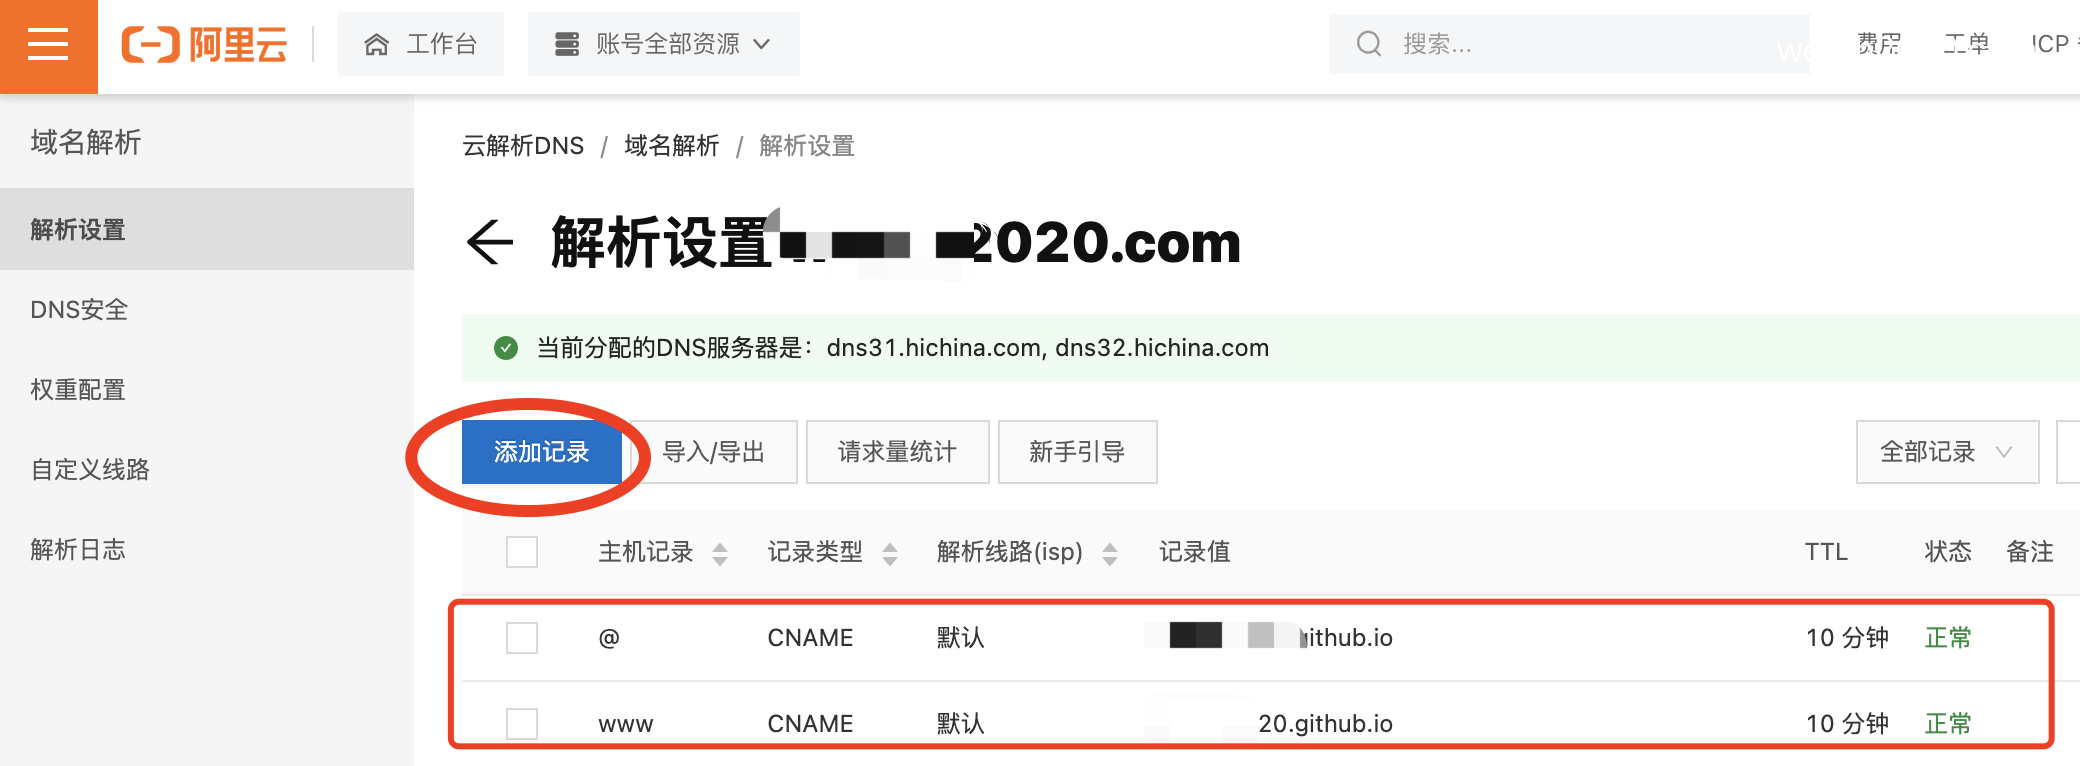 阿里云
工作台
账号全部资源
搜索...
费用
工单
ICP
域名解析
解析设置
DNS安全
权重配置
自定义线路
解析日志
云解析DNS / 域名解析 / 解析设置
解析设置 2020.com
当前分配的DNS服务器是：dns31.hichina.com, dns32.hichina.com
添加记录
导入/导出
请求量统计
新手引导
全部记录
主机记录 记录类型 解析线路(isp) 记录值 TTL 状态 备注
@ CNAME 默认 ithub.io 10 分钟 正常
www CNAME 默认 20.github.io 10 分钟 正常